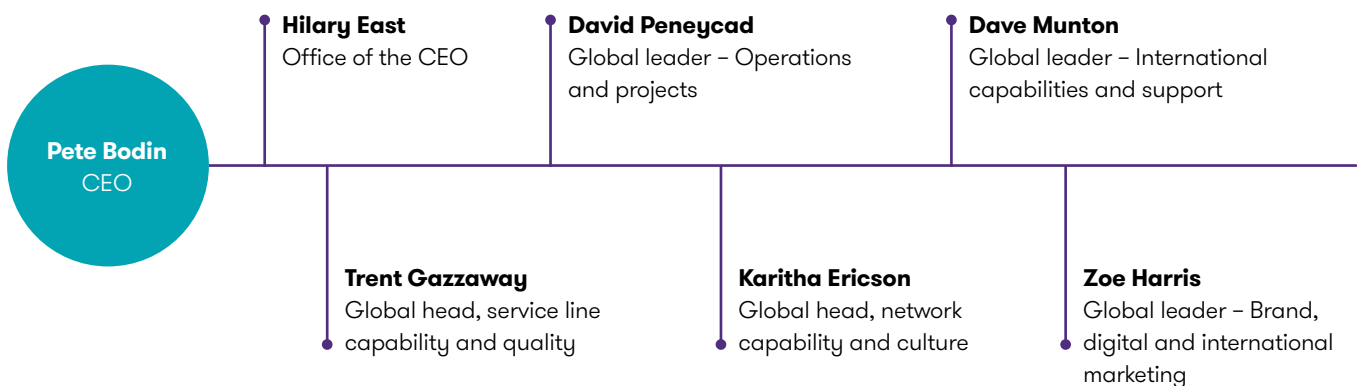 Pete Bodin
CEO
Hilary East
Office of the CEO
David Peneycad
Global leader – Operations
and projects
Dave Munton
Global leader – International
capabilities and support
Trent Gazzaway
Global head, service line
capability and quality
Karitha Ericson
Global head, network
capability and culture
Zoe Harris
Global leader – Brand,
digital and international
marketing